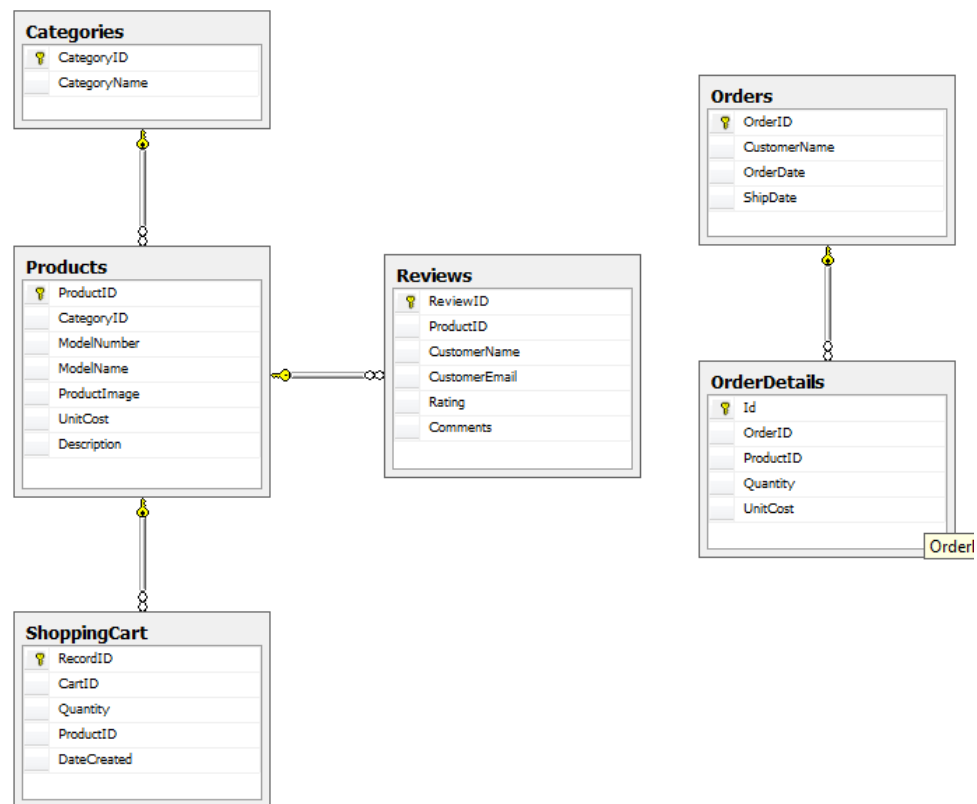 Categories
CategoryID
CategoryName
Products
ProductID
CategoryID
ModelNumber
ModelName
ProductImage
UnitCost
Description
ShoppingCart
RecordID
CartID
Quantity
ProductID
DateCreated
Reviews
ReviewID
ProductID
CustomerName
CustomerEmail
Rating
Comments
Orders
OrderID
CustomerName
OrderDate
ShipDate
OrderDetails
Id
OrderID
ProductID
Quantity
UnitCost